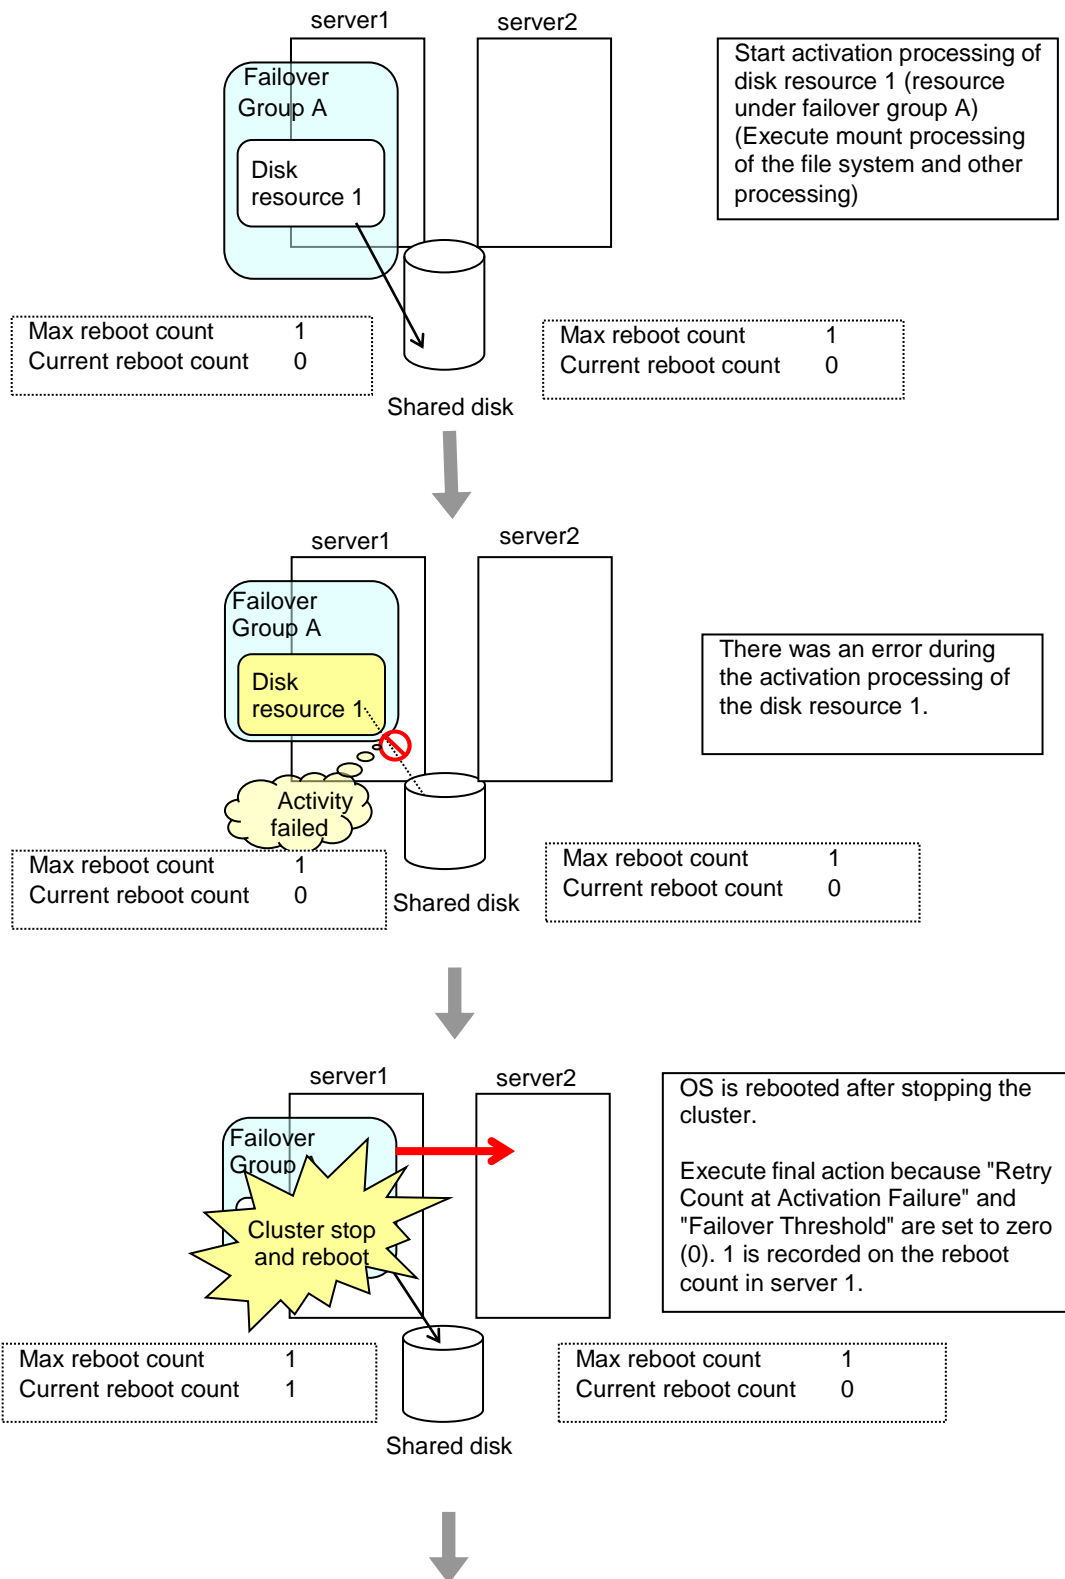 server1
server2
Failover
Group A
Disk
resource 1
Start activation processing of
disk resource 1 (resource
under failover group A)
(Execute mount processing
of the file system and other
processing)
Max reboot count 1
Current reboot count 0
Max reboot count 1
Current reboot count 0
Shared disk
server1
server2
Failover
Group A
Disk
resource 1
Activity
failed
There was an error during
the activation processing of
the disk resource 1.
Max reboot count 1
Current reboot count 0
Max reboot count 1
Current reboot count 0
Shared disk
server1
server2
Failover
Group A
Cluster stop
and reboot
OS is rebooted after stopping the
cluster.
Execute final action because "Retry
Count at Activation Failure" and
"Failover Threshold" are set to zero
(0). 1 is recorded on the reboot
count in server 1.
Max reboot count 1
Current reboot count 1
Max reboot count 1
Current reboot count 0
Shared disk